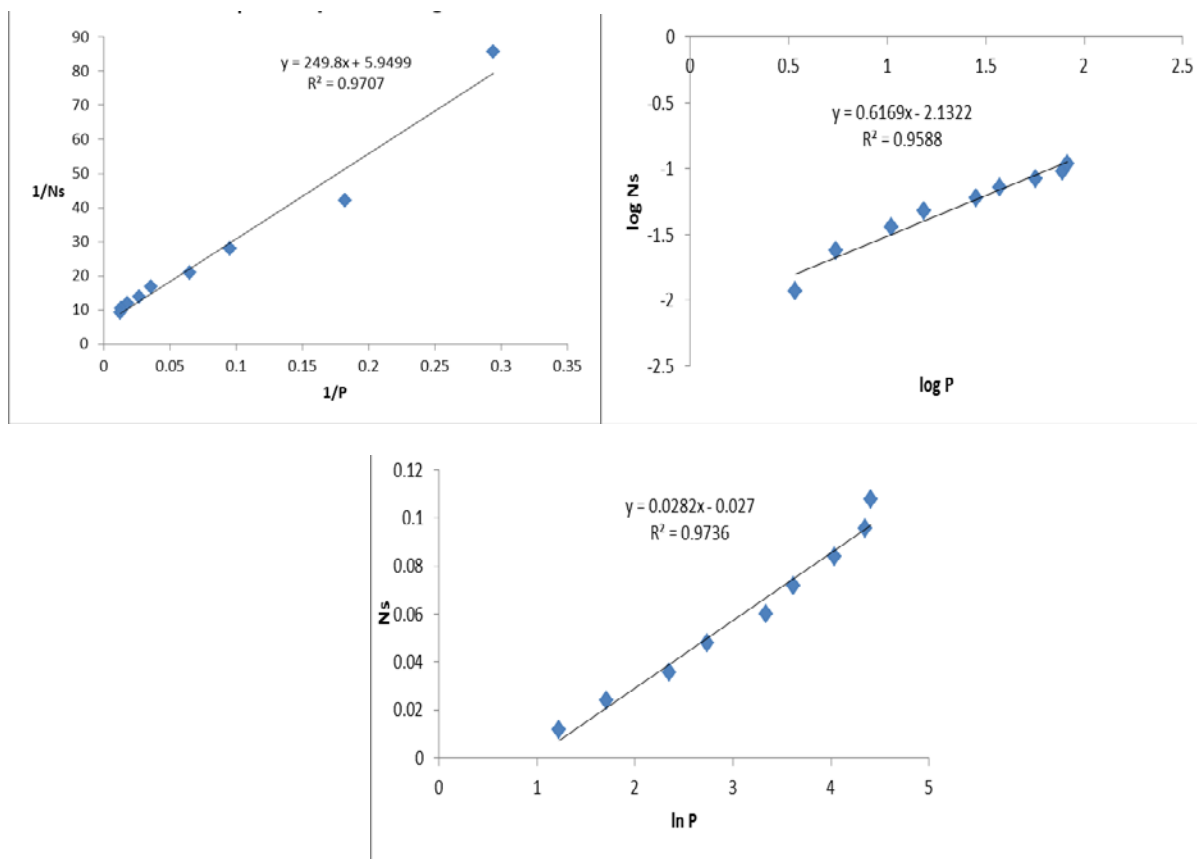 90
80
70
60
50
40
30
20
10
0
1/Ns
y = 249.8x + 5.9499
R² = 0.9707
0 0.05 0.1 0.15 0.2 0.25 0.3 0.35
1/P
0 0.5 1 1.5 2 2.5
0
-0.5
-1
-1.5
-2
-2.5
log Ns
y = 0.6169x - 2.1322
R² = 0.9588
log P
0.12
0.1
0.08
0.06
0.04
0.02
0
Ns
y = 0.0282x - 0.027
R² = 0.9736
0 1 2 3 4 5
ln P